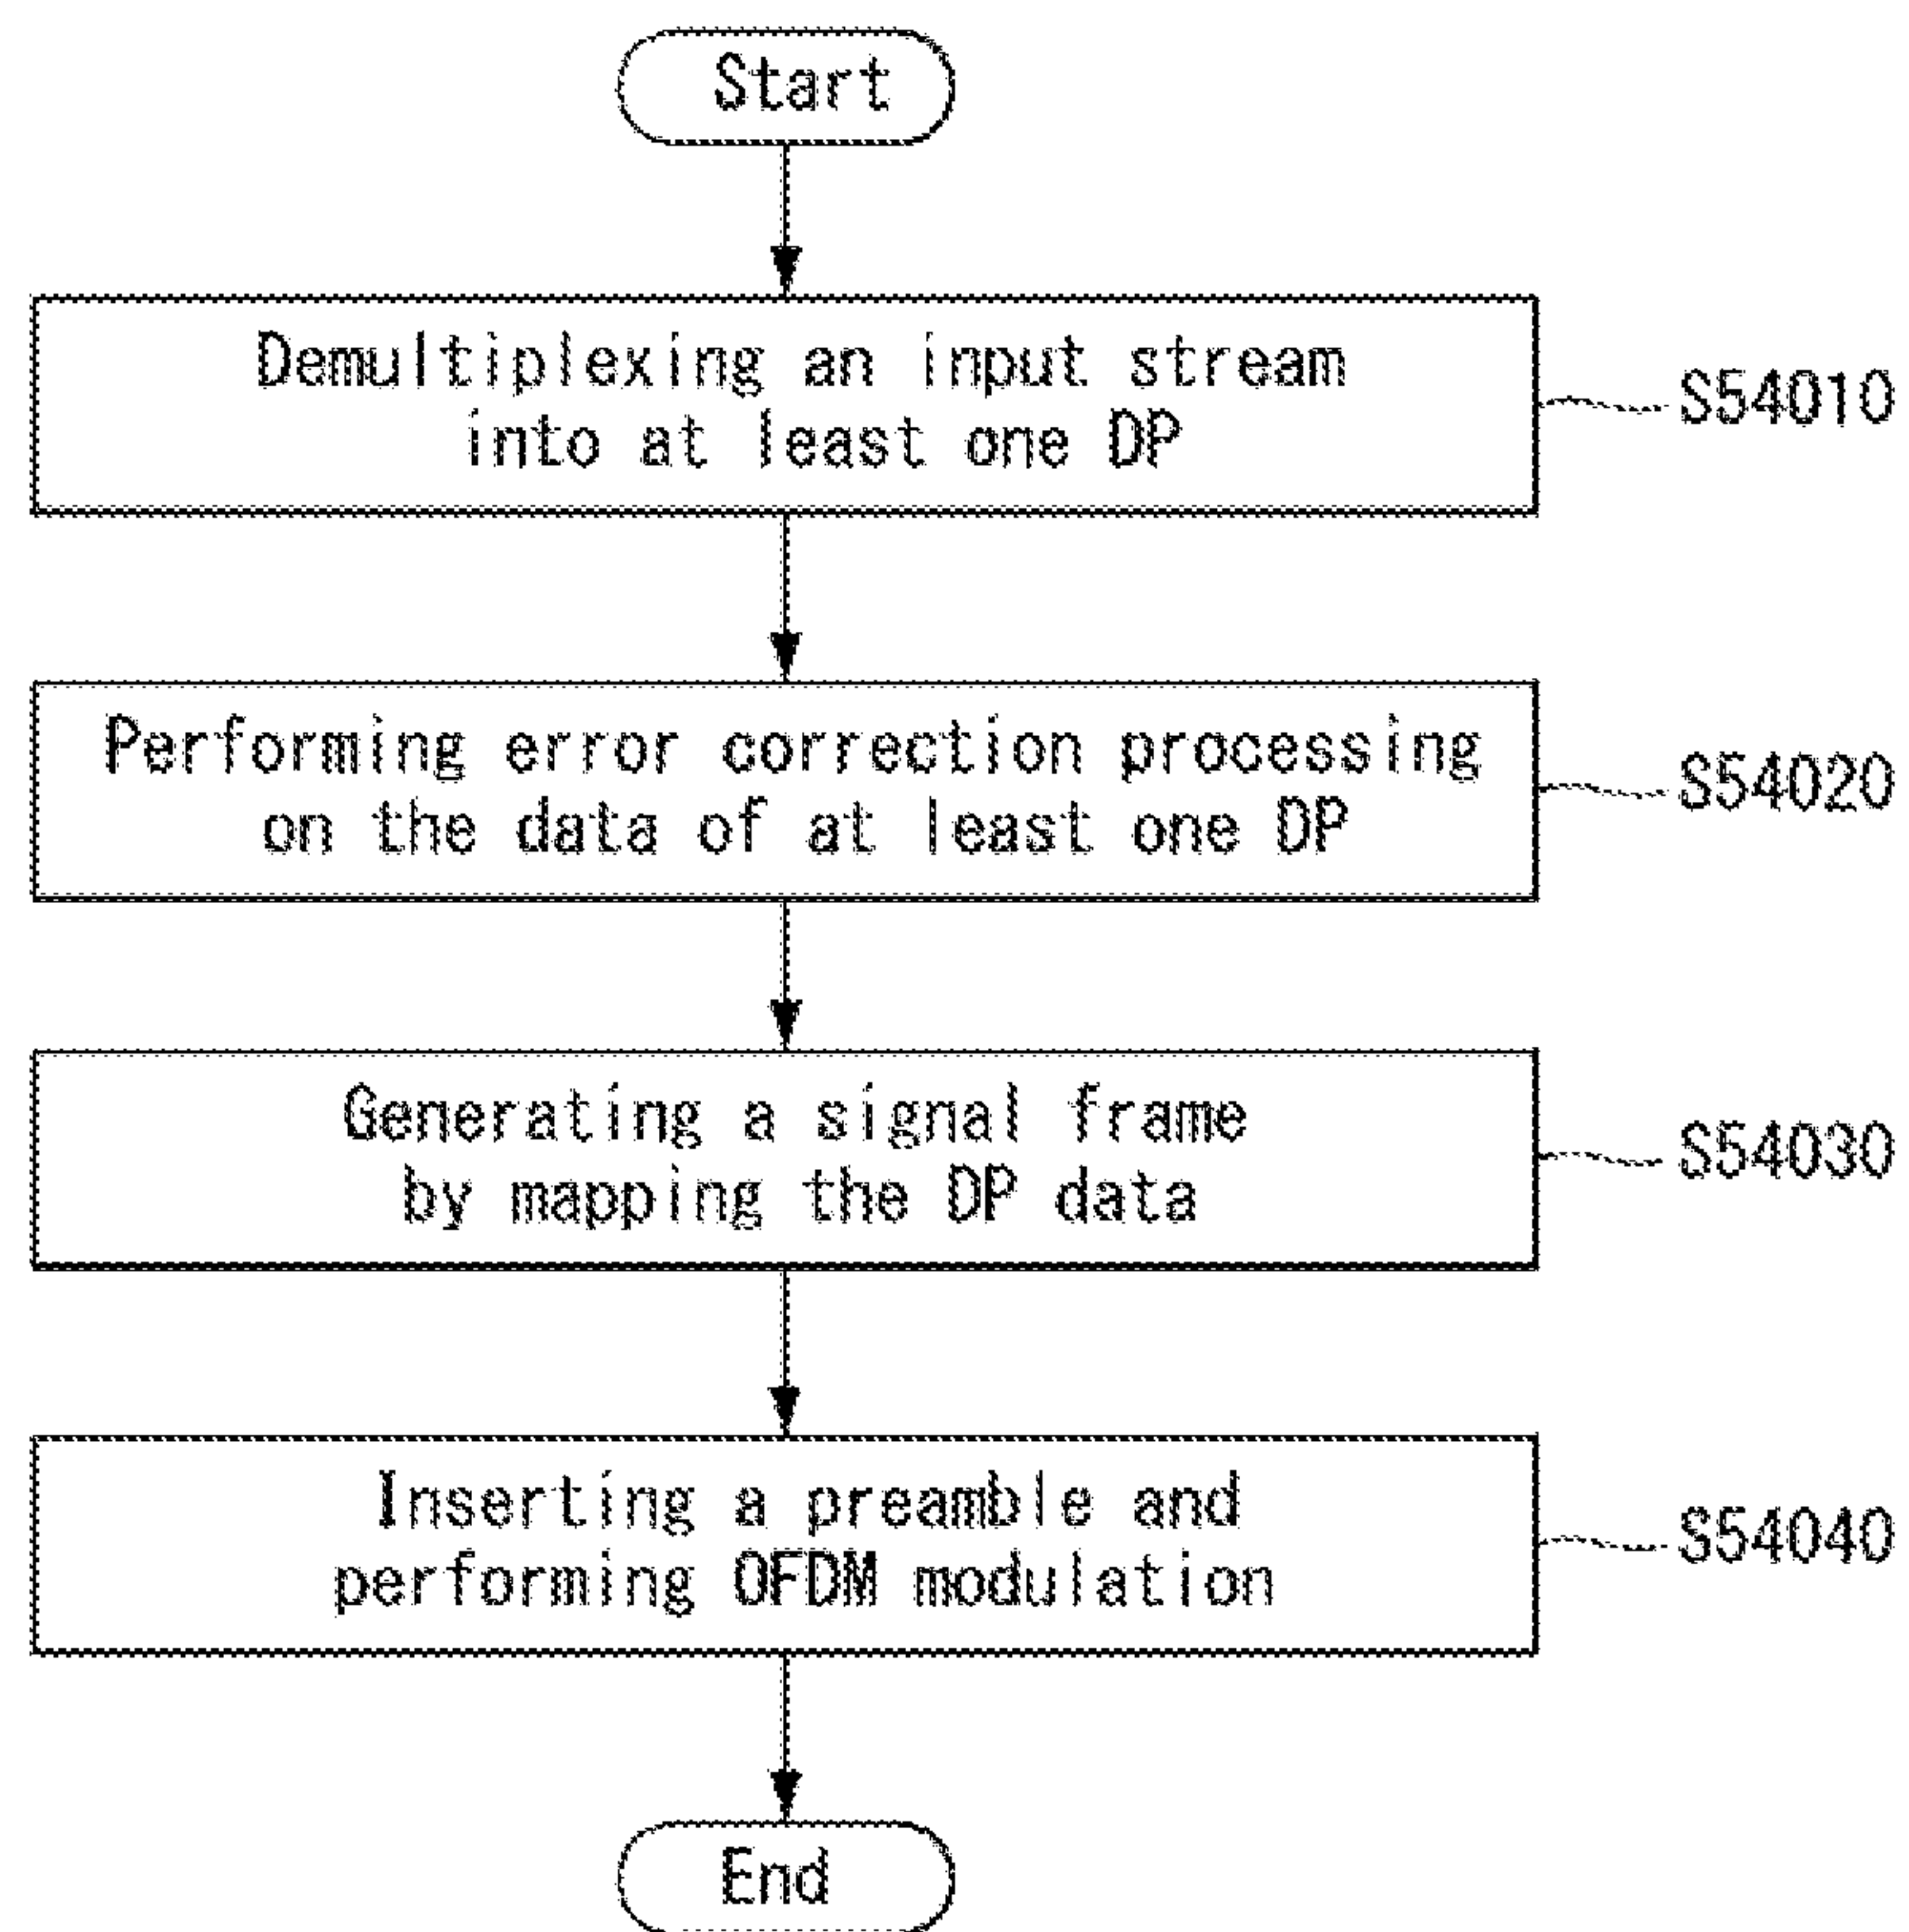 Start
Demultiplexing an input stream
into at least one DP
S54010
Performing error correction processing
on the data of at least one DP
S54020
Generating a signal frame
by mapping the DP data
S54030
Inserting a preamble and
performing OFDM modulation
S54040
End